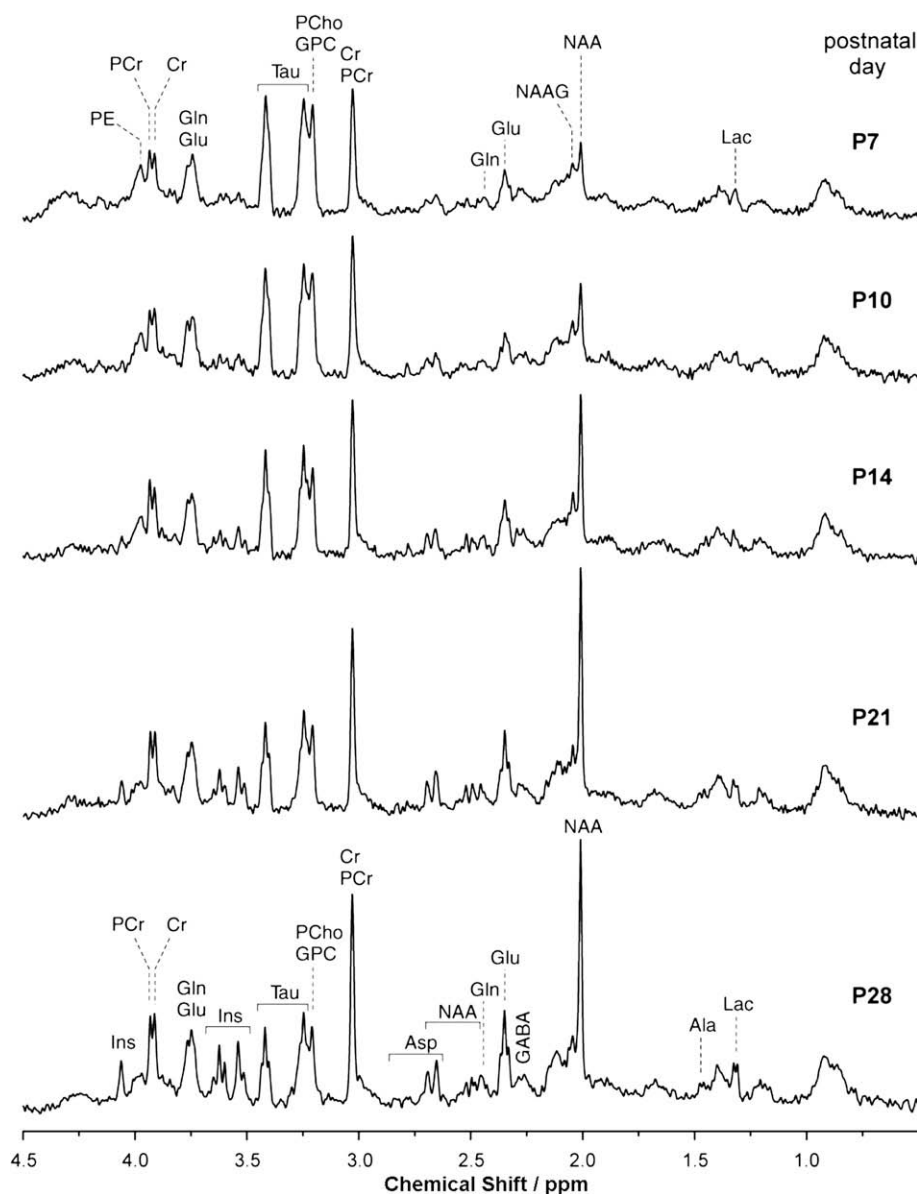 postnatal
day
PCho
GPC
Cr
PCr
NAA
PCr
Cr
Tau
NAAG
PE
Gln
Glu
Glu
Gln
Lac
P7
P10
P14
P21
NAA
Cr
PCr
PCr
Cr
PCho
GPC
Glu
P28
Gln
Glu
Ins
Tau
NAA
Gln
GABA
Ala
Lac
Ins
Asp
4.5 4.0 3.5 3.0 2.5 2.0 1.5 1.0
Chemical Shift / ppm